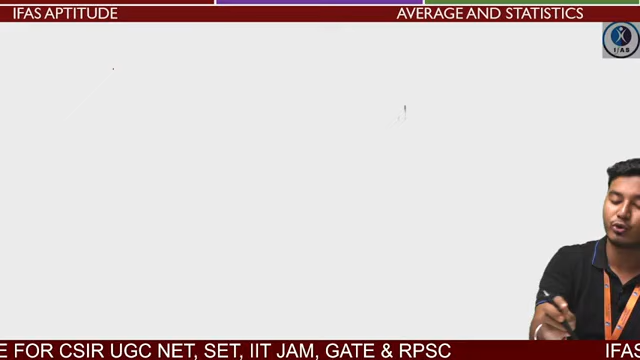 IFAS APTITUDE
AVERAGE AND STATISTICS
IFAS
E FOR CSIR UGC NET, SET, IIT JAM, GATE & RPSC
IFAS